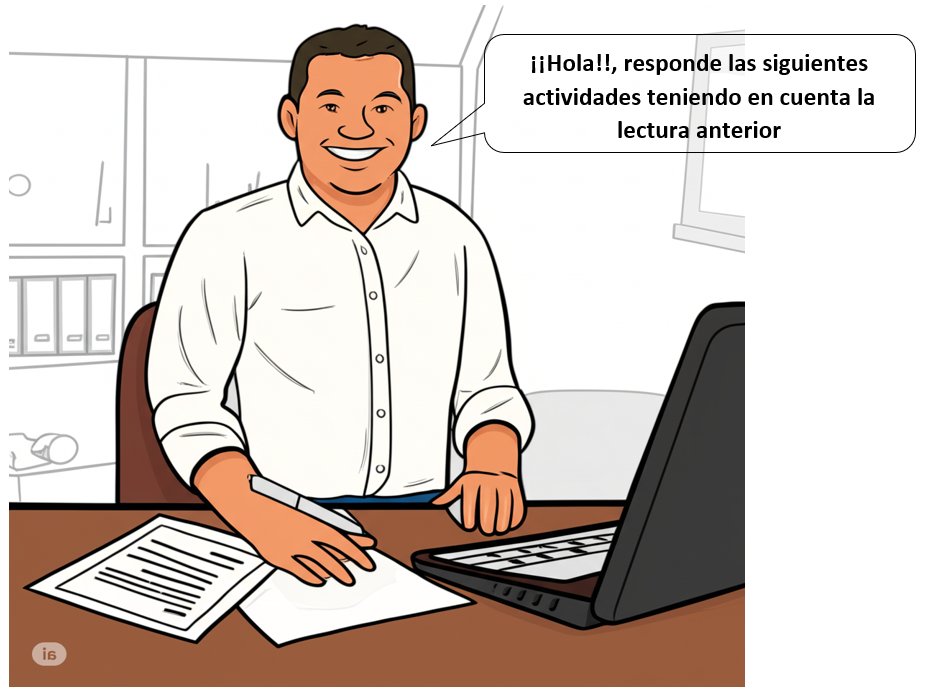 ¡¡Hola!!, responde las siguientes
actividades teniendo en cuenta la
lectura anterior
ai